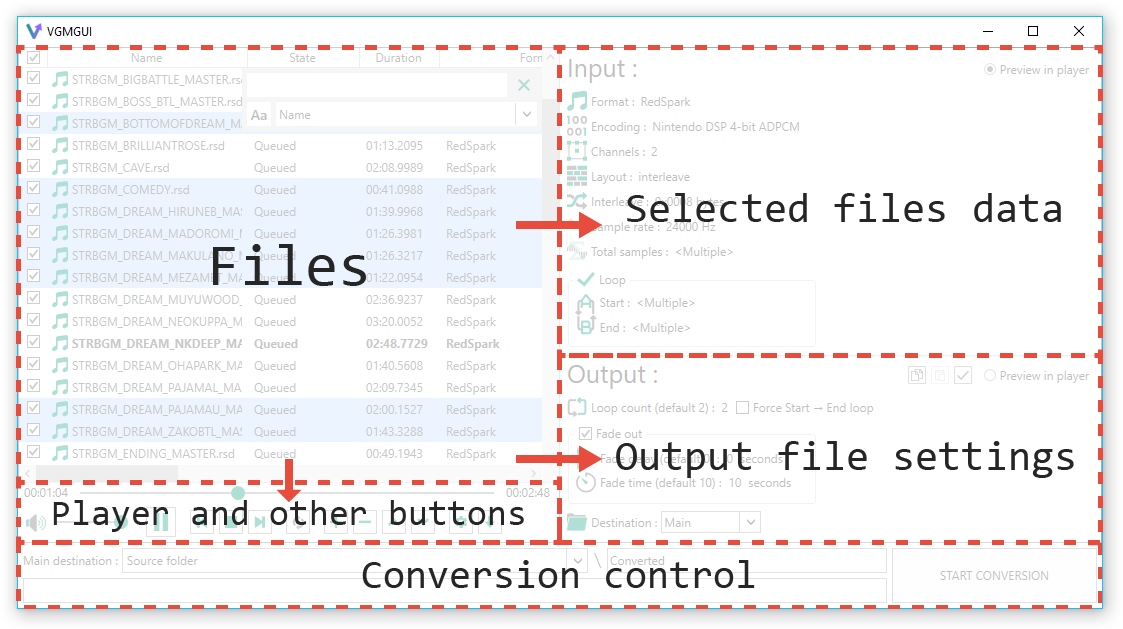 VGMGUI
Name State Duration Form
STRBGM_BIGBATTLE_MASTER.rsd
STRBGM_BOSS_BTL_MASTER.rsd
Aa Name
STRBGM_BOTTOMOFDREAM_MA
STRBGM_BRILLIANTROSE.rsd Queued 01:13.2095 RedSpark
STRBGM_CAVE.rsd Queued 02:08.9989 RedSpark
STRBGM_COMEDY.rsd Queued 00:41.0988 RedSpark
STRBGM_DREAM_HIRUNEB_MAS Queued 01:39.9968 RedSpark
STRBGM_DREAM_MADOROMI_M Queued 01:26.3981 RedSpark
STRBGM_DREAM_MAKULANO_M Queued 01:26.3217 RedSpark
STRBGM_DREAM_MEZAMET_MA Queued 01:22.0954 RedSpark
STRBGM_DREAM_MUYUWOOD_ Queued 02:36.9237 RedSpark
STRBGM_DREAM_NEOKUPPA_M Queued 03:20.0052 RedSpark
STRBGM_DREAM_NKDEEP_MA Queued 02:48.7729 RedSpark
STRBGM_DREAM_OHAPARK_MA Queued 01:40.5608 RedSpark
STRBGM_DREAM_PAJAMAL_MA Queued 02:09.7345 RedSpark
STRBGM_DREAM_PAJAMAU_MA Queued 02:00.1527 RedSpark
STRBGM_DREAM_ZAKOBTL_MAS Queued 01:43.3288 RedSpark
STRBGM_ENDING_MASTER.rsd Queued 00:49.1943 RedSpark
Files
00:01:04 00:02:48
Player and other buttons
Input :
Preview in player
Format : RedSpark
Encoding : Nintendo DSP 4-bit ADPCM
Channels : 2
Layout : interleave
Interleave : 0x0008 bytes
Selected files data
Sample rate : 24000 Hz
Total samples : <Multiple>
Loop
Start : <Multiple>
End : <Multiple>
Output :
Preview in player
Loop count (default 2) : 2 Force Start → End loop
Fade out
Fade delay (default 0) : 0 seconds
Output file settings
Fade time (default 10) : 10 seconds
Destination : Main
Main destination : Source folder \ Converted
Conversion control
START CONVERSION